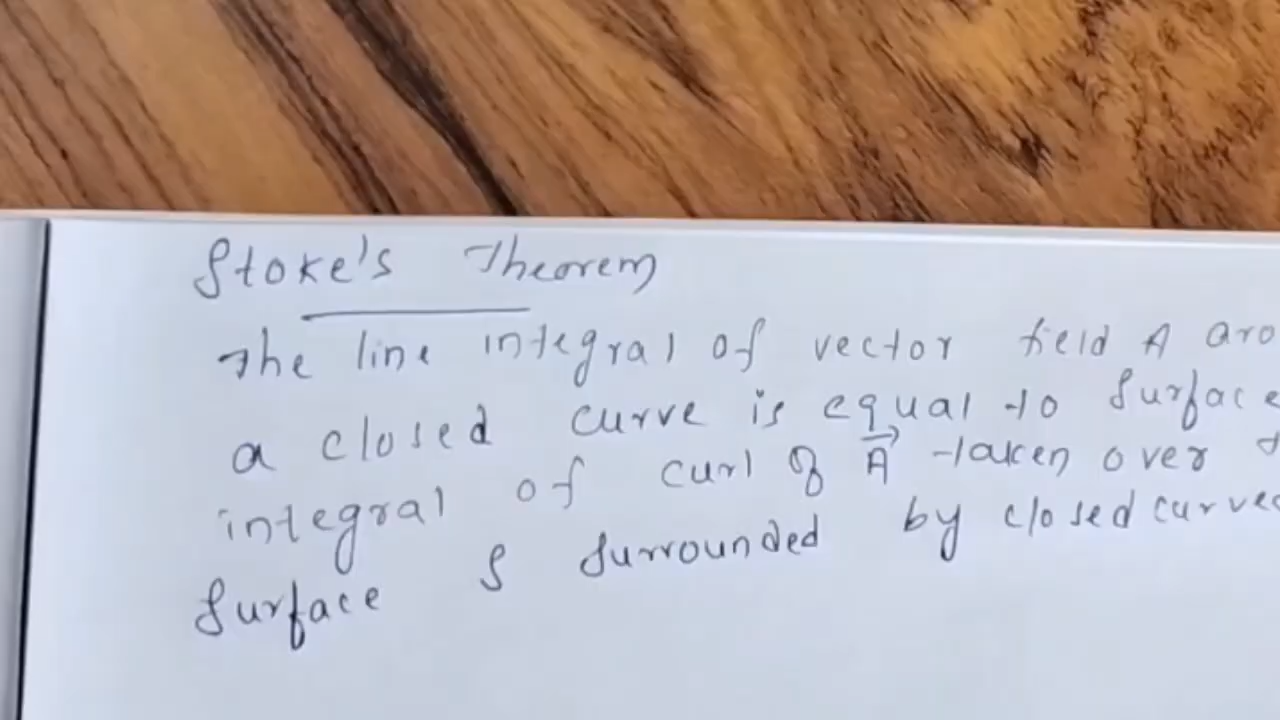 Stoke's Theorem
The line integral of vector field A aro
a closed curve is equal to surface
integral of curl of A taken over
surface S surrounded by closed curve